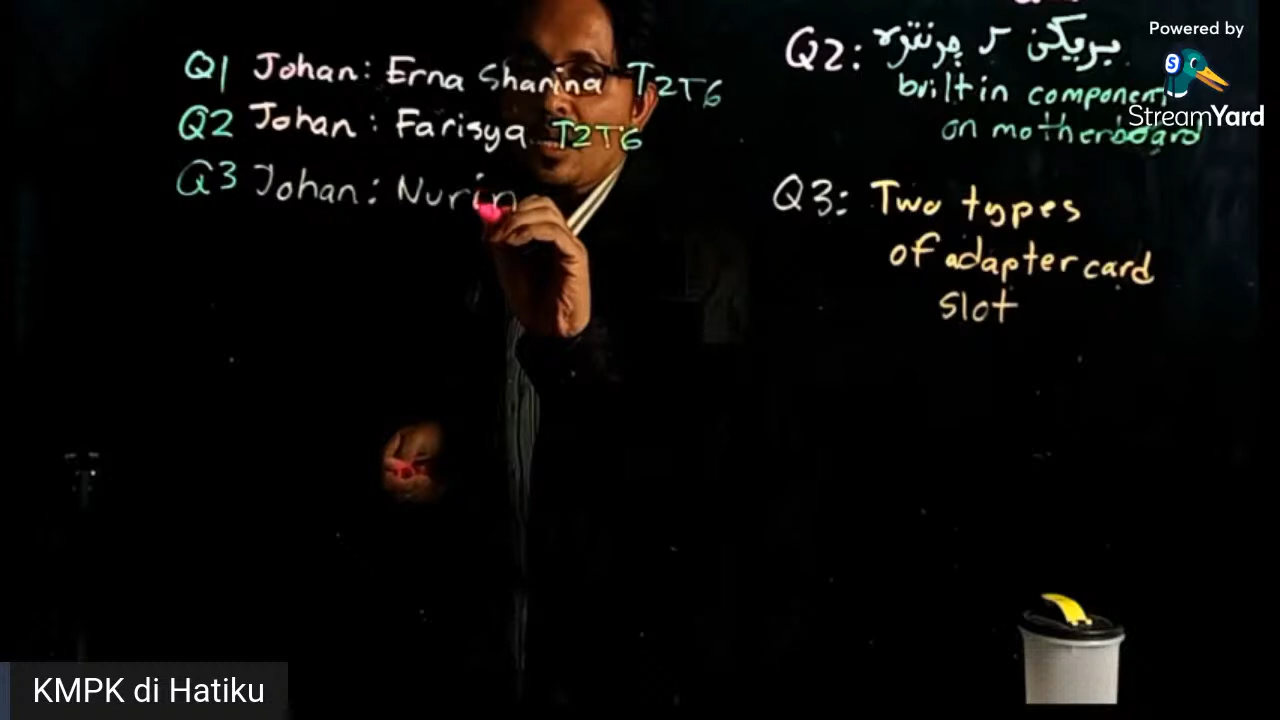 Q1 Johan: Erna Sharina T2T6
Q2 Johan: Farisya T2T6
Q3 Johan: Nurin
Q2: بريکن ٢ چونتوه
builtin component
on motherboard
Q3: Two types
of adapter card
slot
Powered by
StreamYard
KMPK di Hatiku